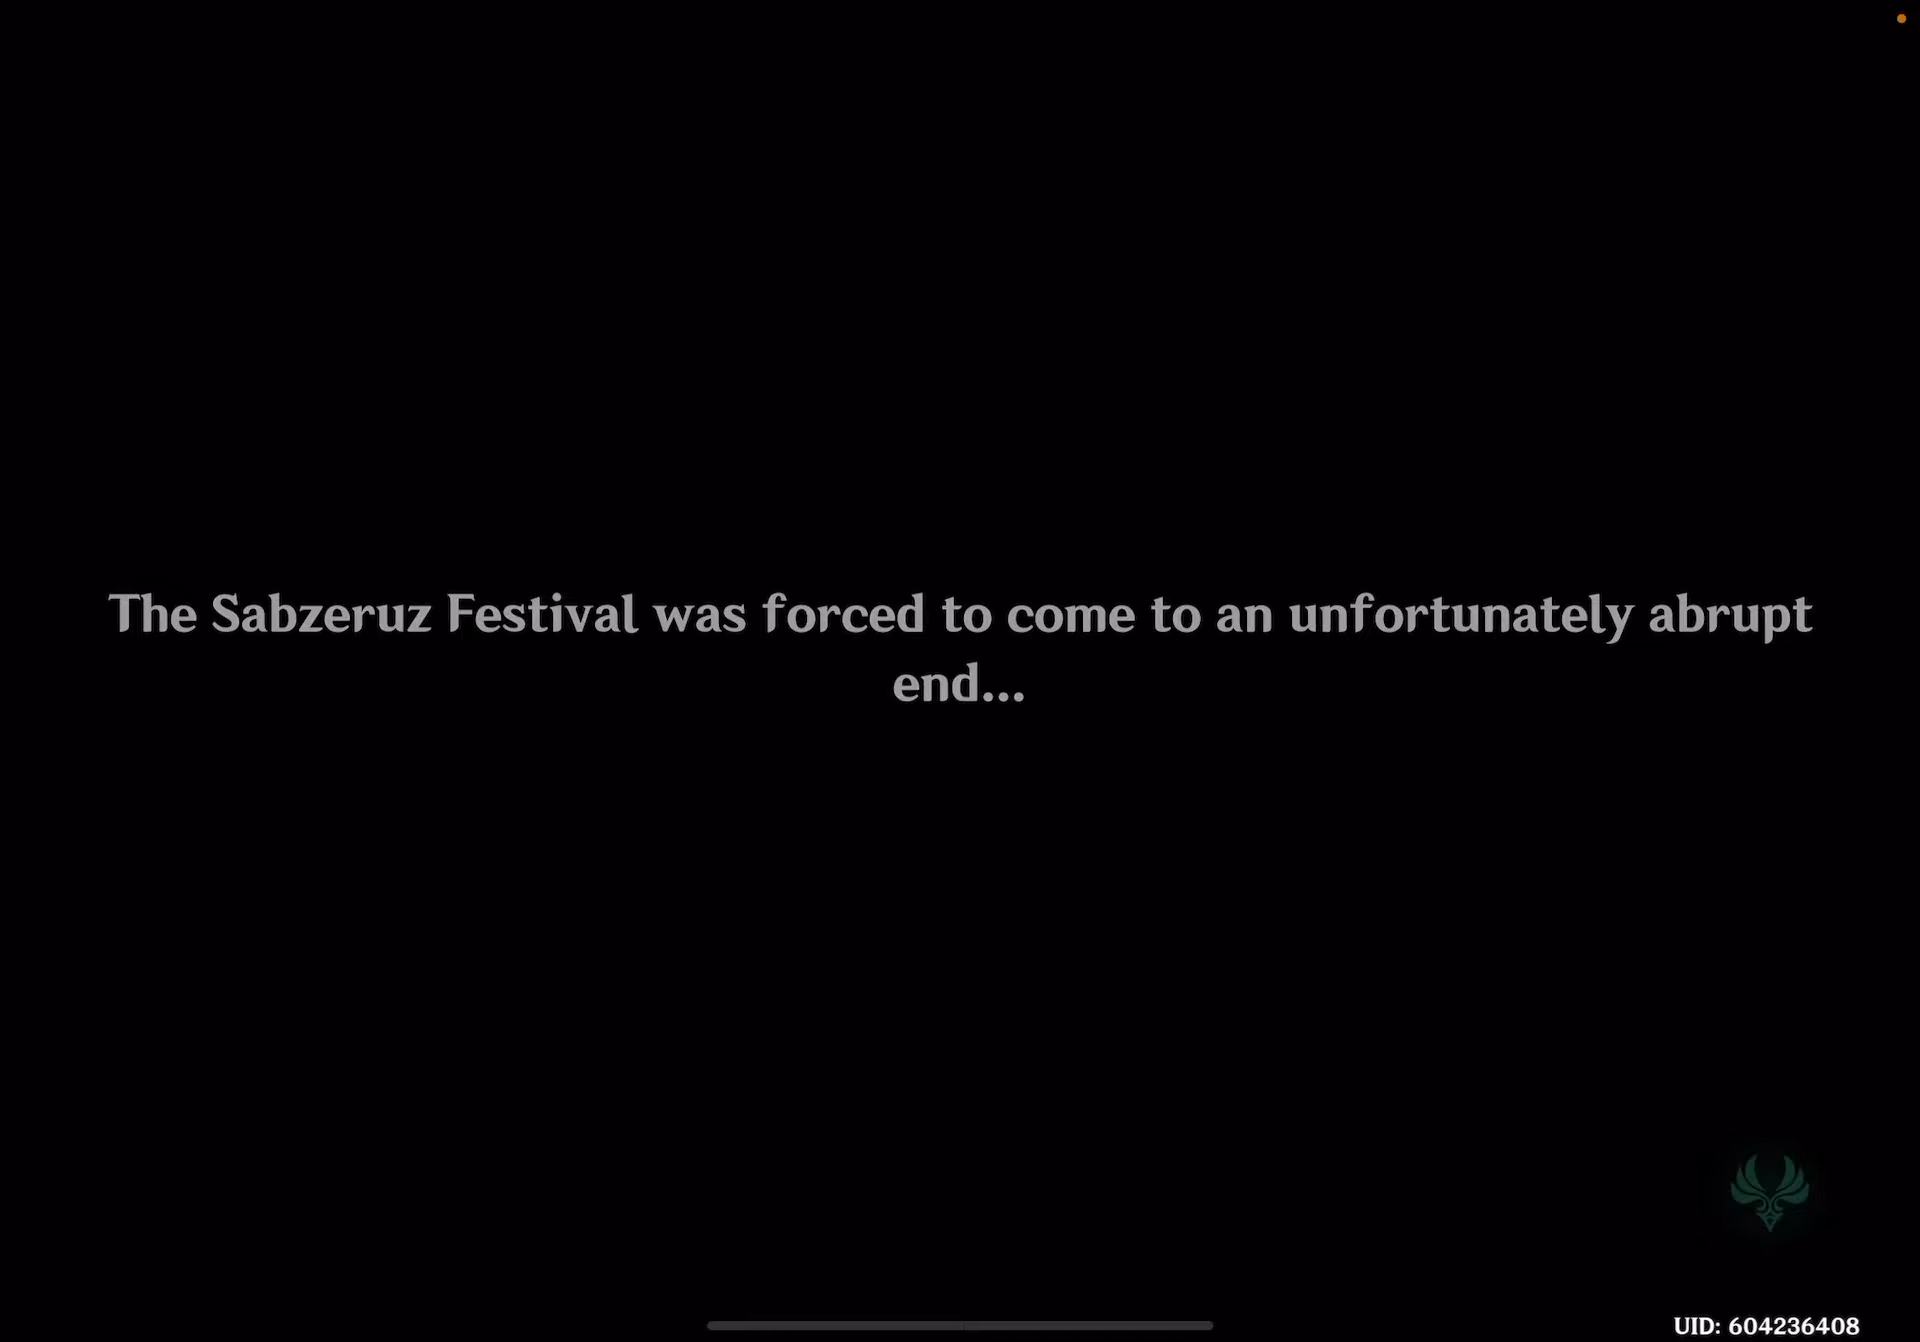 The Sabzeruz Festival was forced to come to an unfortunately abrupt
end...
UID: 604236408